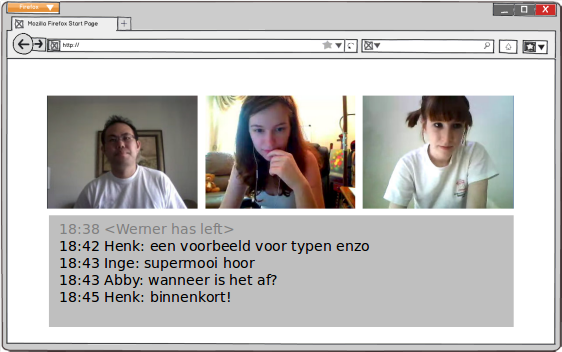 Firefox
Mozilla Firefox Start Page
http://
18:38 <Werner has left>
18:42 Henk: een voorbeeld voor typen enzo
18:43 Inge: supermooi hoor
18:43 Abby: wanneer is het af?
18:45 Henk: binnenkort!